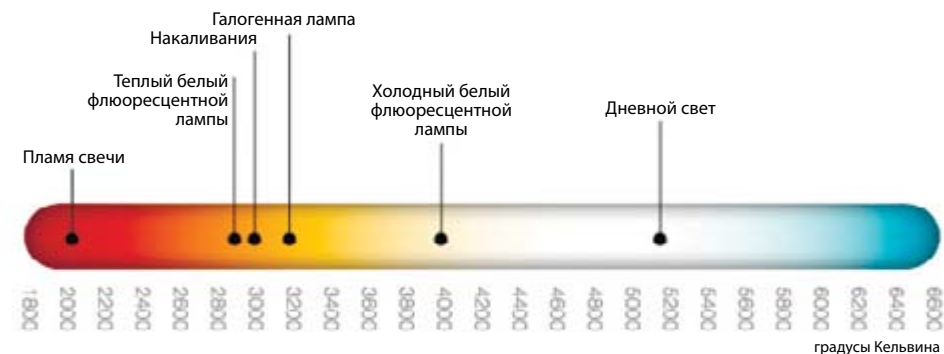 Галогенная лампа
Накаливания
Теплый белый
флюоресцентной
лампы
Холодный белый
флюоресцентной
лампы
Дневной свет
Пламя свечи
1800 2000 2200 2400 2600 2800 3000 3200 3400 3600 3800 4000 4200 4400 4600 4800 5000 5200 5400 5600 5800 6000 6200 6400 6600
градусы Кельвина